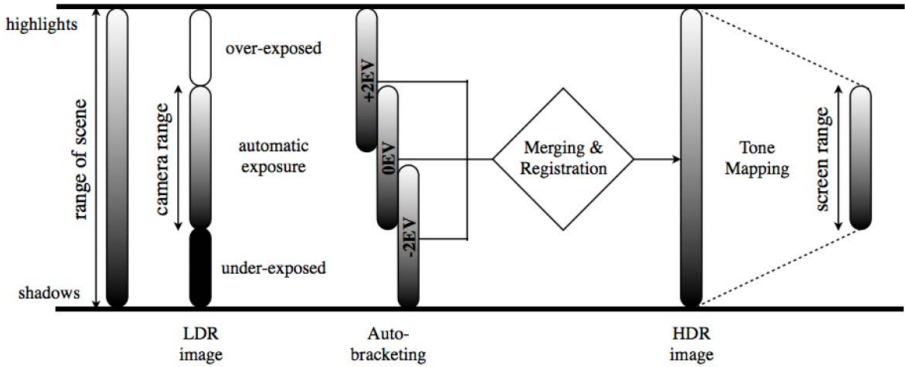 highlights
range of scene
shadows
over-exposed
camera range
automatic
exposure
under-exposed
LDR
image
+2EV
0EV
-2EV
Auto-
bracketing
Merging &
Registration
HDR
image
Tone
Mapping
screen range